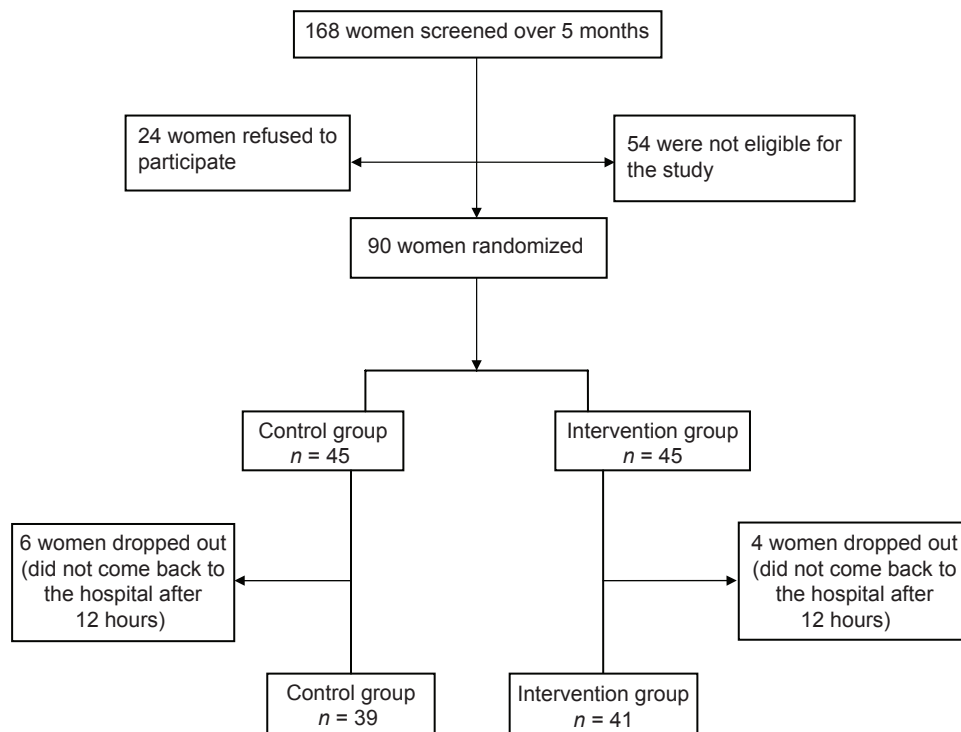 168 women screened over 5 months
24 women refused to
participate
54 were not eligible for
the study
90 women randomized
Control group
n = 45
Intervention group
n = 45
6 women dropped out
(did not come back to
the hospital after
12 hours)
4 women dropped out
(did not come back to
the hospital after
12 hours)
Control group
n = 39
Intervention group
n = 41